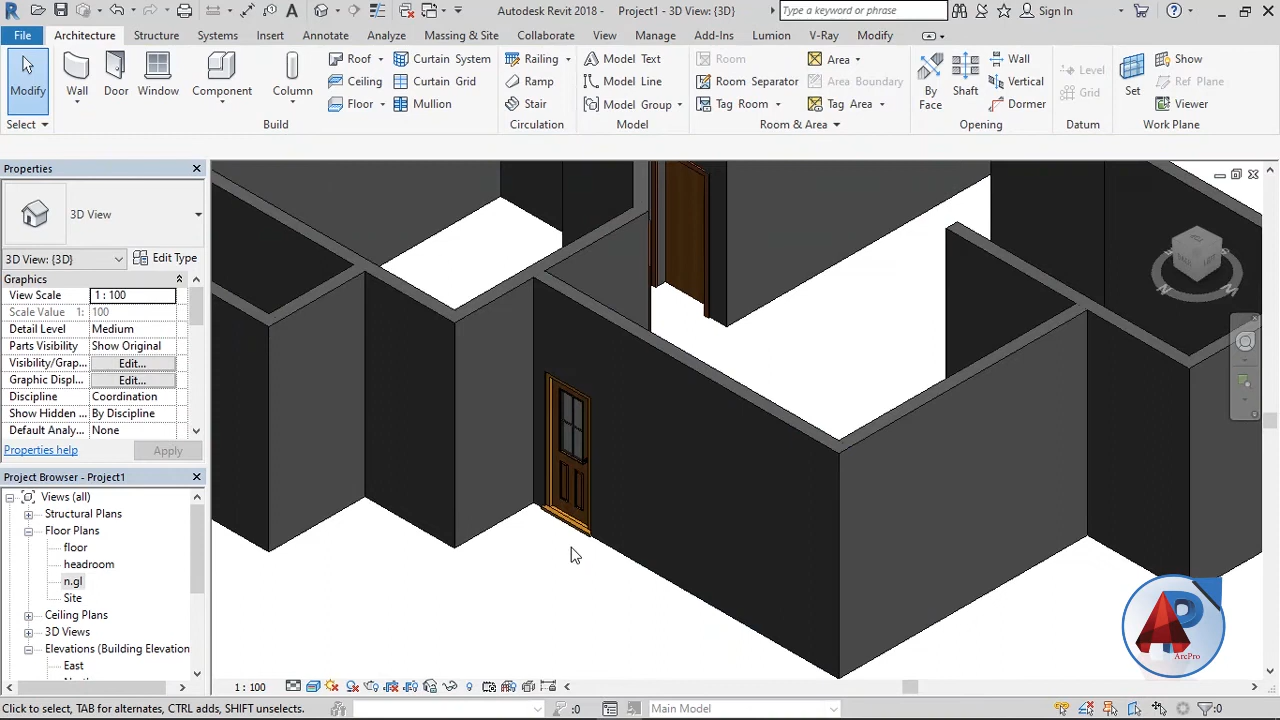 Autodesk Revit 2018 - Project1 - 3D View: {3D}
Type a keyword or phrase
Sign In
File Architecture Structure Systems Insert Annotate Analyze Massing & Site Collaborate View Manage Add-Ins Lumion V-Ray Modify
Modify
Select
Wall Door Window Component Column
Roof
Ceiling
Floor
Curtain System
Curtain Grid
Mullion
Build
Railing
Ramp
Stair
Circulation
Model Text
Model Line
Model Group
Model
Room
Room Separator
Tag Room
Area
Area Boundary
Tag Area
Room & Area
By Face
Shaft
Wall
Vertical
Dormer
Opening
Level
Grid
Datum
Set
Show
Ref Plane
Viewer
Work Plane
Properties
3D View
3D View: {3D}
Edit Type
Graphics
View Scale 1 : 100
Scale Value 1: 100
Detail Level Medium
Parts Visibility Show Original
Visibility/Grap... Edit...
Graphic Displ... Edit...
Discipline Coordination
Show Hidden ... By Discipline
Default Analy... None
Properties help
Apply
Project Browser - Project1
Views (all)
Structural Plans
Floor Plans
floor
headroom
n.gl
Site
Ceiling Plans
3D Views
Elevations (Building Elevation
East
ArcPro
1 : 100
Click to select, TAB for alternates, CTRL adds, SHIFT unselects.
:0
Main Model
:0